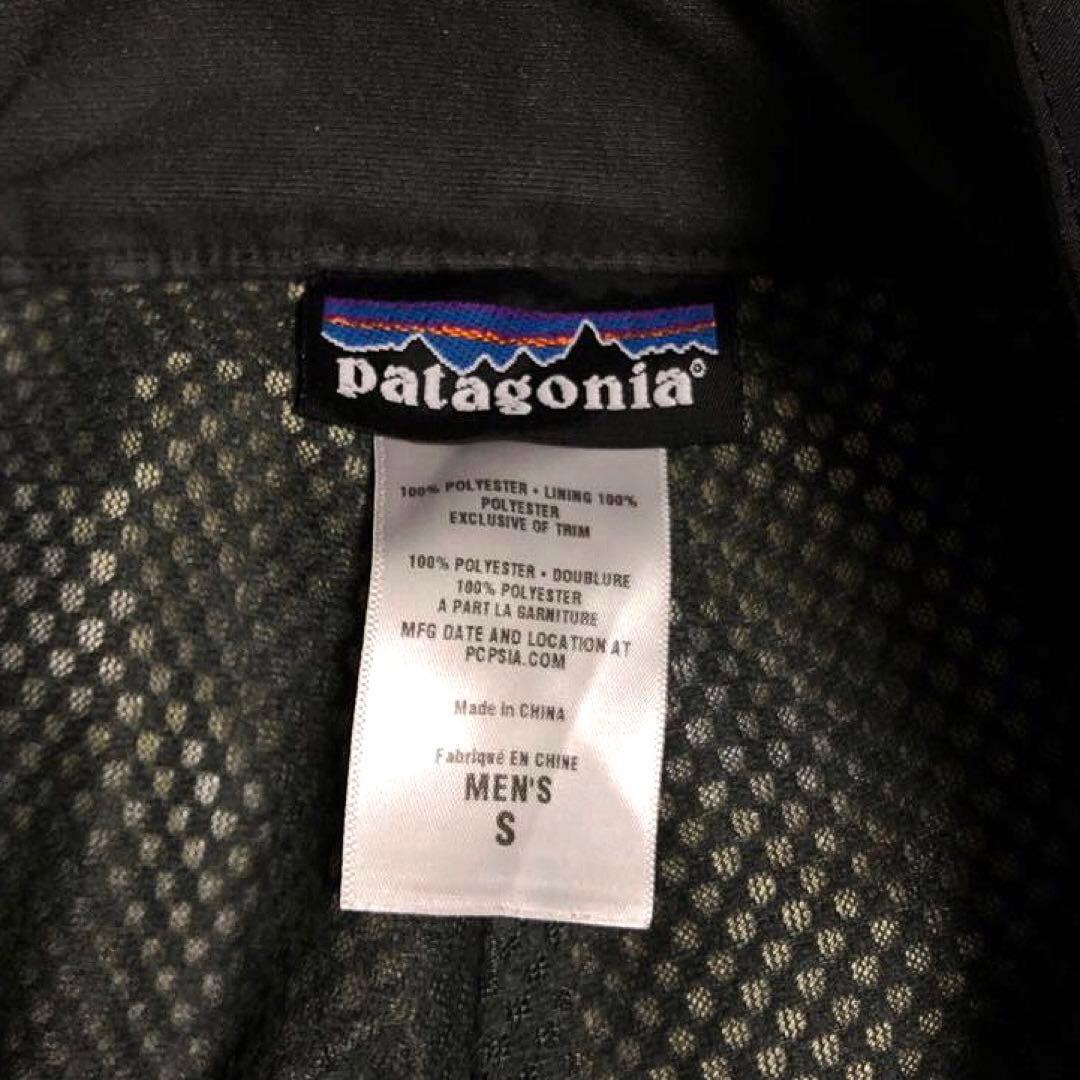 patagonia®
100% POLYESTER • LINING 100%
POLYESTER
EXCLUSIVE OF TRIM
100% POLYESTER • DOUBLURE
100% POLYESTER
A PART LA GARNITURE
MFG DATE AND LOCATION AT
PCPSIA.COM
Made in CHINA
Fabriqué EN CHINE
MEN'S
S